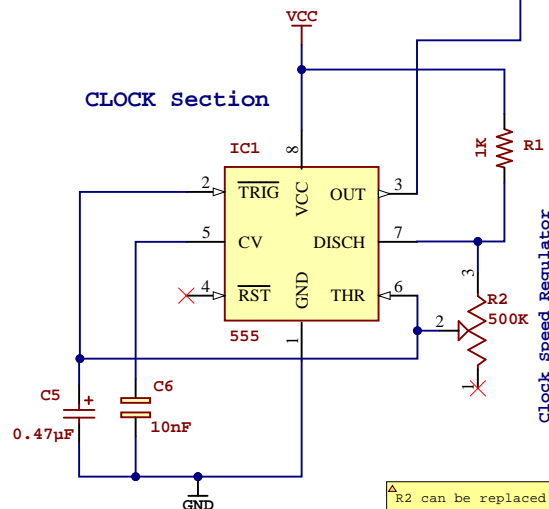 VCC
CLOCK Section
IC1
8
1K
R1
2
TRIG
VCC
OUT
3
5
CV
DISCH
7
4
RST
GND
THR
6
555
1
3
R2
500K
2
1
Clock Speed Regulator
C5
+
0.47µF
C6
10nF
GND
R2 can be replaced